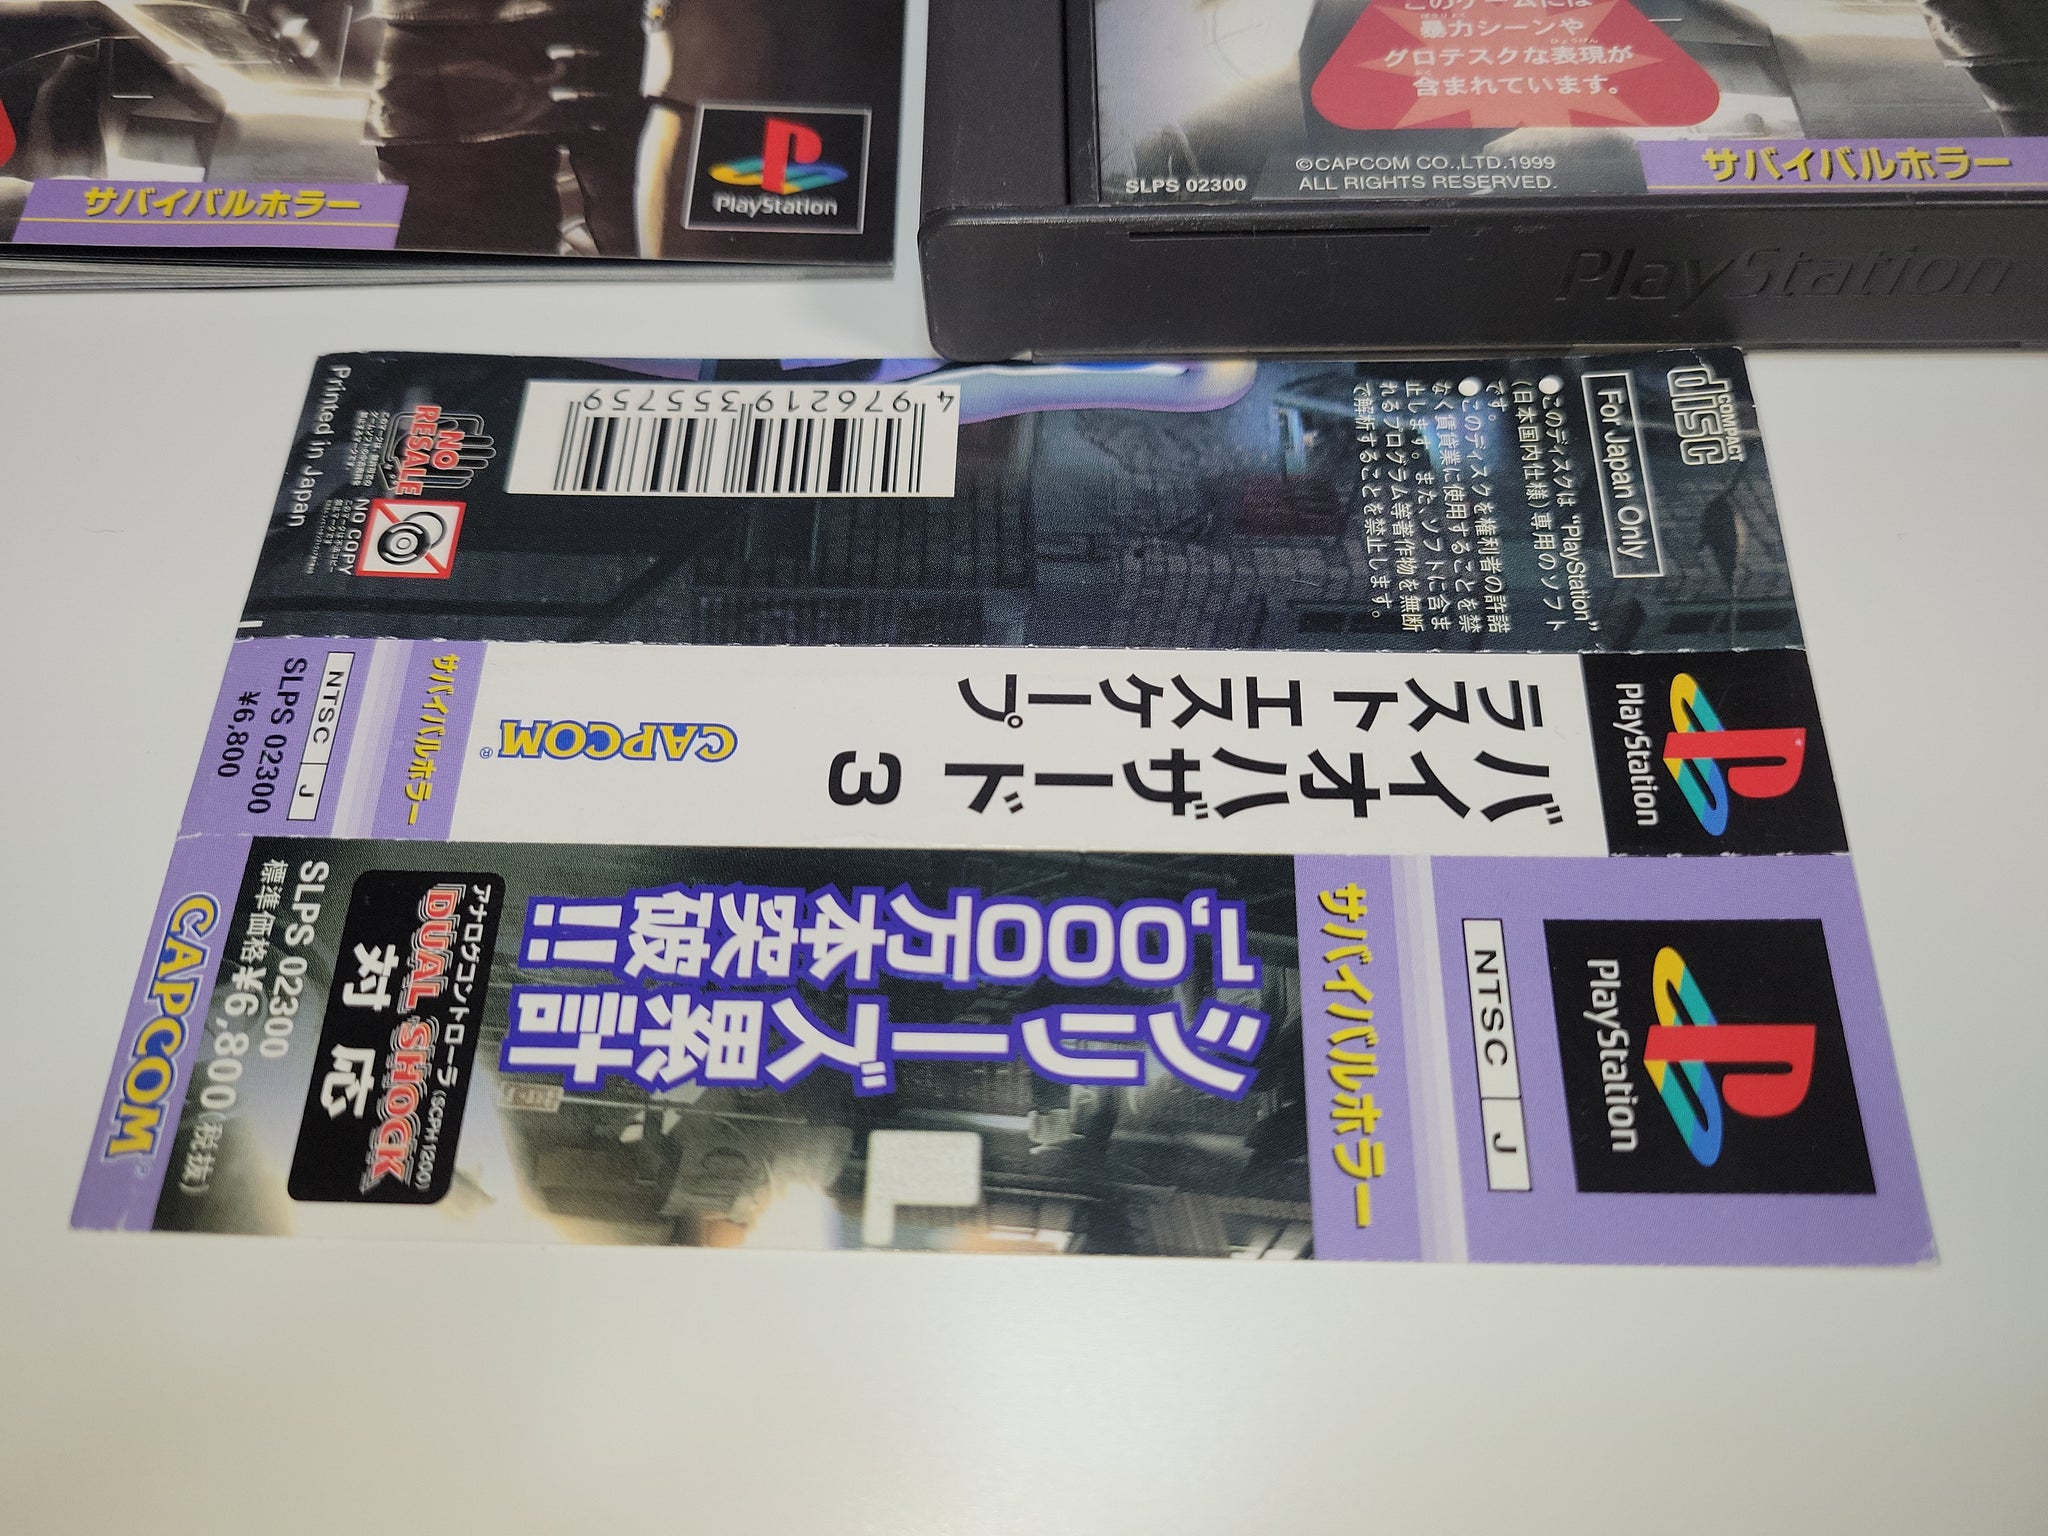 サバイバルホラー
PlayStation
このゲームには
暴力シーンや
グロテスクな表現が
含まれています。
SLPS 02300
©CAPCOM CO.,LTD.1999
ALL RIGHTS RESERVED.
サバイバルホラー
PlayStation
COMPACT
disc
For Japan Only
●このディスクは "PlayStation"
(日本国内仕様)専用のソフト
です。
●このディスクを権利者の許諾
なく賃貸業に使用することを禁
止します。また、ソフトに含ま
れるプログラム等著作物を無断
で解析することを禁止します。
4 976219 355759
NO
RESALE
NO COPY
Printed in Japan
PlayStation
バイオハザード 3
ラスト エスケープ
CAPCOM®
サバイバルホラー
NTSC J
SLPS 02300
¥6,800
PlayStation
NTSC J
サバイバルホラー
シリーズ累計
1,000万本突破!!
アナログコントローラ(SCPH 1200)
DUAL SHOCK
対応
SLPS 02300
標準価格¥6,800(税抜)
CAPCOM